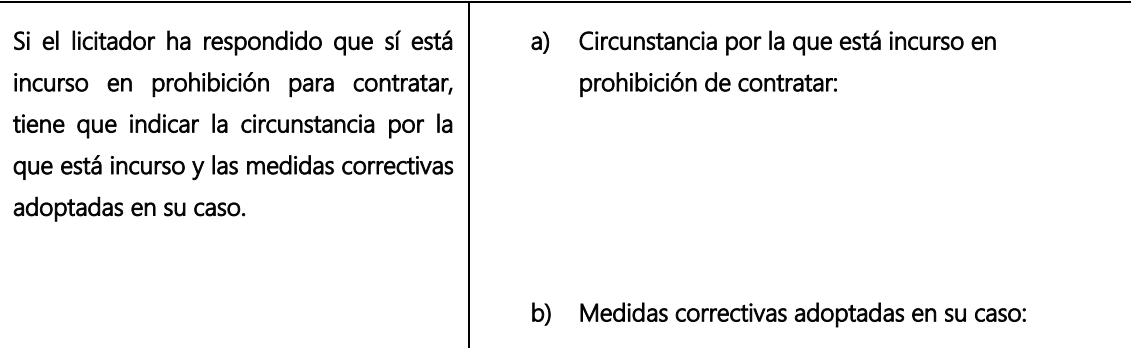 Si el licitador ha respondido que sí está
incurso en prohibición para contratar,
tiene que indicar la circunstancia por la
que está incurso y las medidas correctivas
adoptadas en su caso.
a) Circunstancia por la que está incurso en
prohibición de contratar:
b) Medidas correctivas adoptadas en su caso: